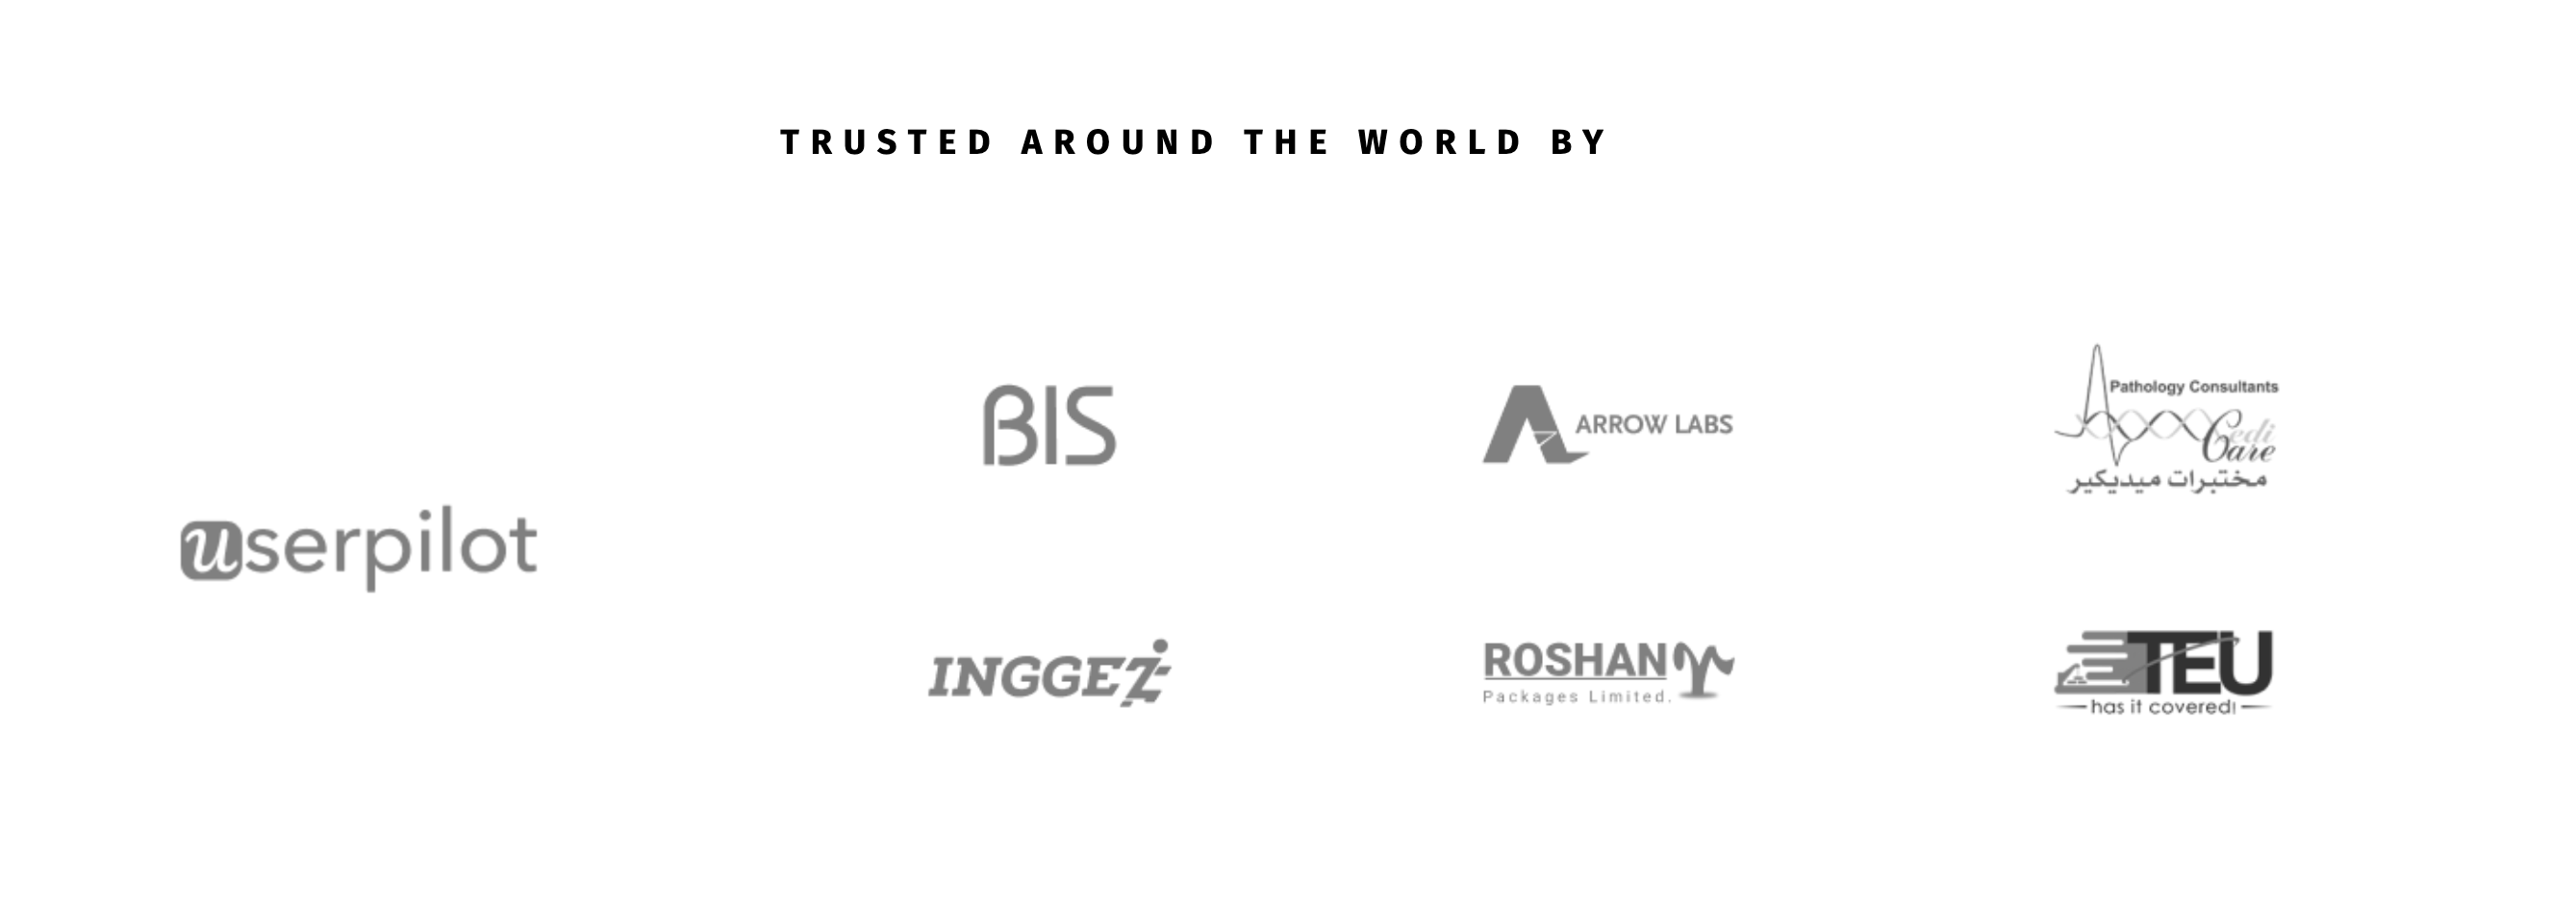 TRUSTED AROUND THE WORLD BY
userpilot
BIS
ARROW LABS
Pathology Consultants
edi
Care
مختبرات ميديكير
INGGEZ
ROSHAN
Packages Limited.
TEU
has it covered!